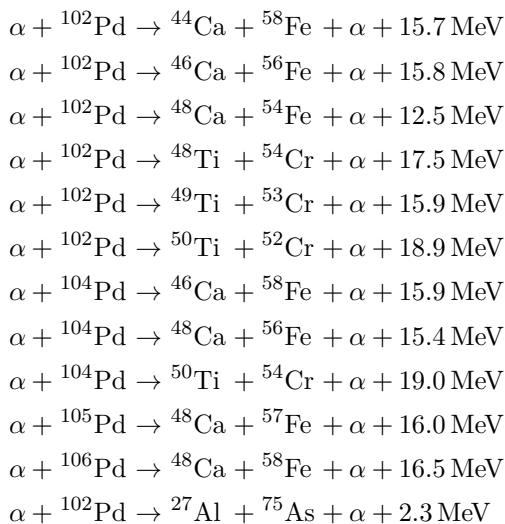 α + ¹⁰²Pd → ⁴⁴Ca + ⁵⁸Fe + α + 15.7 MeV
α + ¹⁰²Pd → ⁴⁶Ca + ⁵⁶Fe + α + 15.8 MeV
α + ¹⁰²Pd → ⁴⁸Ca + ⁵⁴Fe + α + 12.5 MeV
α + ¹⁰²Pd → ⁴⁸Ti + ⁵⁴Cr + α + 17.5 MeV
α + ¹⁰²Pd → ⁴⁹Ti + ⁵³Cr + α + 15.9 MeV
α + ¹⁰²Pd → ⁵⁰Ti + ⁵²Cr + α + 18.9 MeV
α + ¹⁰⁴Pd → ⁴⁶Ca + ⁵⁸Fe + α + 15.9 MeV
α + ¹⁰⁴Pd → ⁴⁸Ca + ⁵⁶Fe + α + 15.4 MeV
α + ¹⁰⁴Pd → ⁵⁰Ti + ⁵⁴Cr + α + 19.0 MeV
α + ¹⁰⁵Pd → ⁴⁸Ca + ⁵⁷Fe + α + 16.0 MeV
α + ¹⁰⁶Pd → ⁴⁸Ca + ⁵⁸Fe + α + 16.5 MeV
α + ¹⁰²Pd → ²⁷Al + ⁷⁵As + α + 2.3 MeV